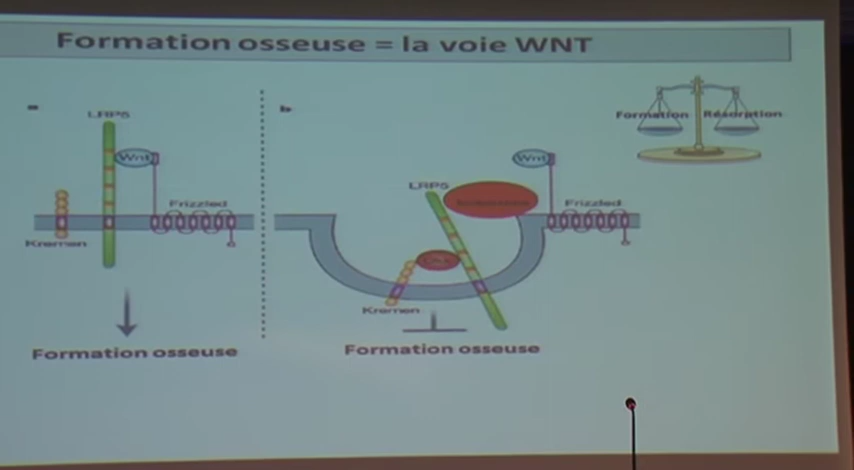 Formation osseuse = la voie WNT
a
b
LRP5
Wnt
Frizzled
Kremen
Formation osseuse
LRP5
Wnt
Frizzled
Kremen
Formation osseuse
Formation Résorption